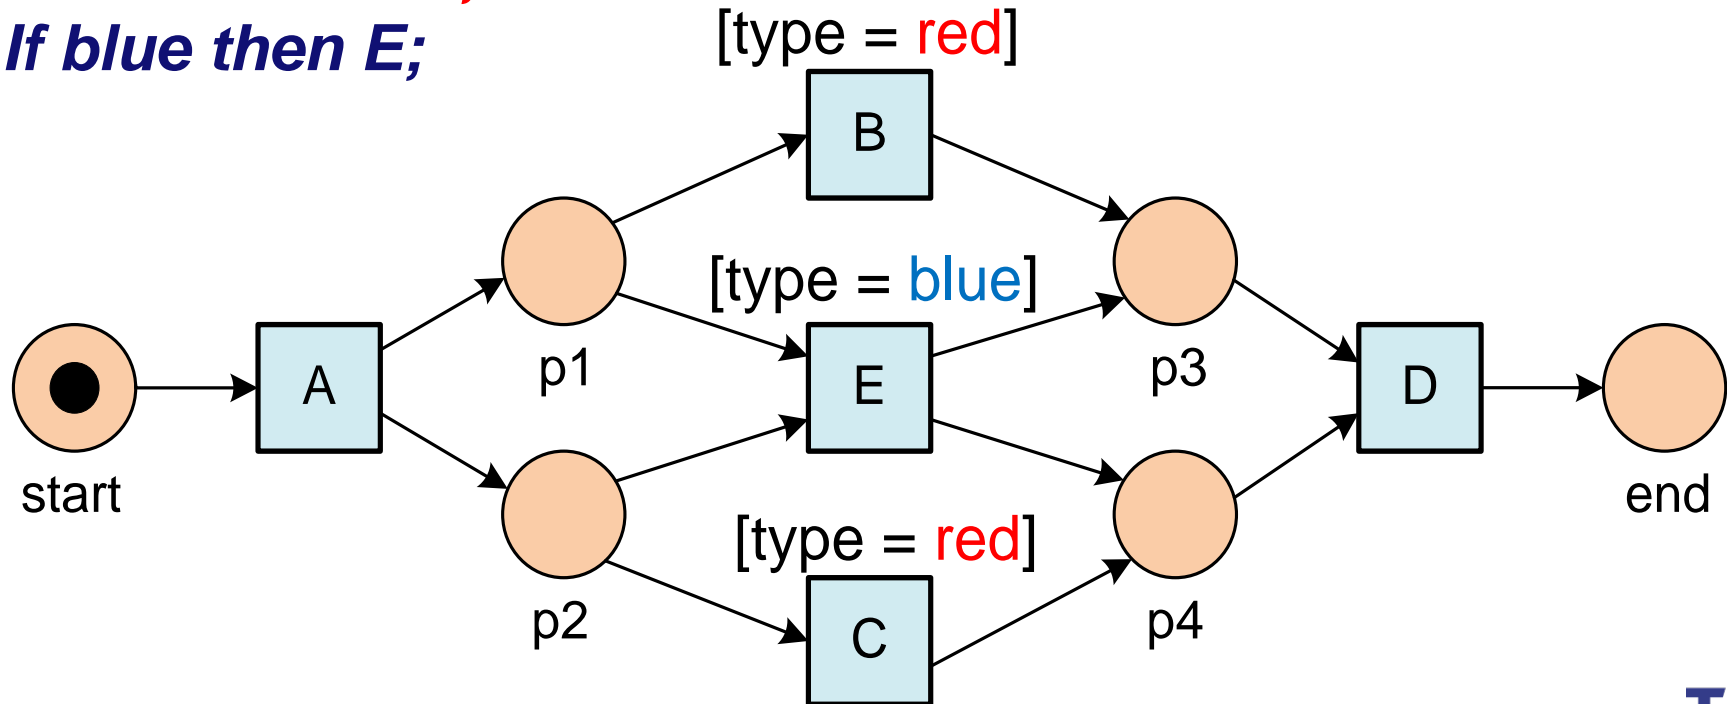 If blue then E;
[type = red]
B
[type = blue]
p1
A
E
p3
D
start
end
[type = red]
p2
C
p4